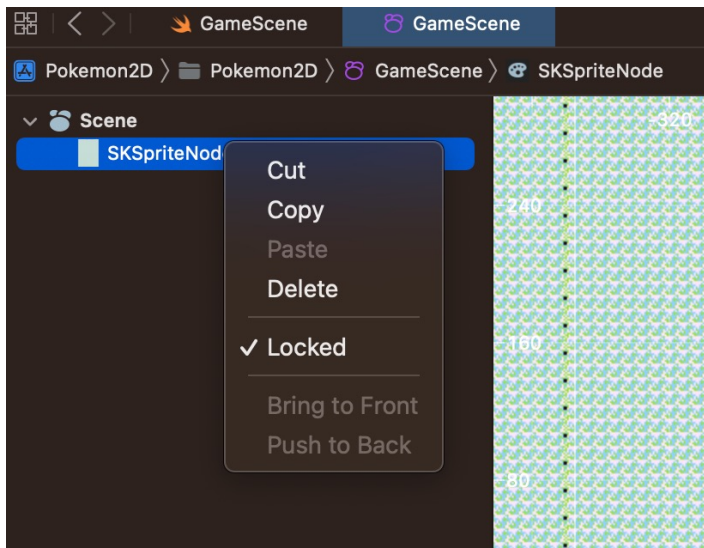 GameScene
GameScene
Pokemon2D 〉 Pokemon2D 〉 GameScene 〉 SKSpriteNode
Scene
-320
SKSpriteNod
Cut
Copy
240
Paste
Delete
Locked
160
Bring to Front
Push to Back
80